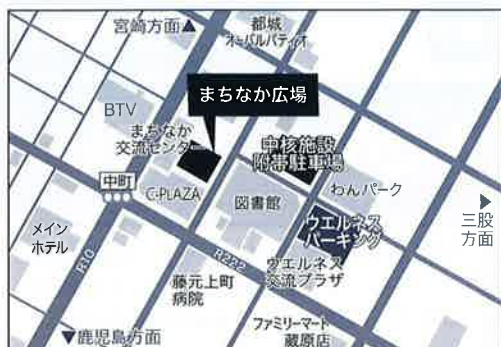 宮崎方面▲
都城
オーバルパティオ
まちなか広場
BTV
まちなか
交流センター
中核施設
附帯駐車場
わんパーク
中町
C-PLAZA
図書館
ウエルネス
パーキング
▶
三股
方面
メイン
ホテル
R10
R222
藤元上町
病院
ウエルネス
交流プラザ
ファミリーマート
蔵原店
▼鹿児島方面